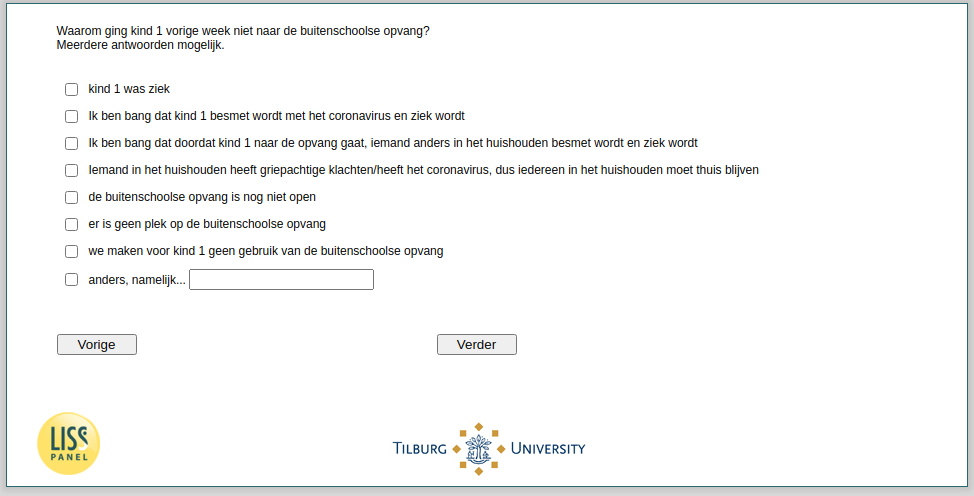 Waarom ging kind 1 vorige week niet naar de buitenschoolse opvang?
Meerdere antwoorden mogelijk.
kind 1 was ziek
Ik ben bang dat kind 1 besmet wordt met het coronavirus en ziek wordt
Ik ben bang dat doordat kind 1 naar de opvang gaat, iemand anders in het huishouden besmet wordt en ziek wordt
Iemand in het huishouden heeft griepachtige klachten/heeft het coronavirus, dus iedereen in het huishouden moet thuis blijven
de buitenschoolse opvang is nog niet open
er is geen plek op de buitenschoolse opvang
we maken voor kind 1 geen gebruik van de buitenschoolse opvang
anders, namelijk...
Vorige Verder
LISS
PANEL
TILBURG UNIVERSITY